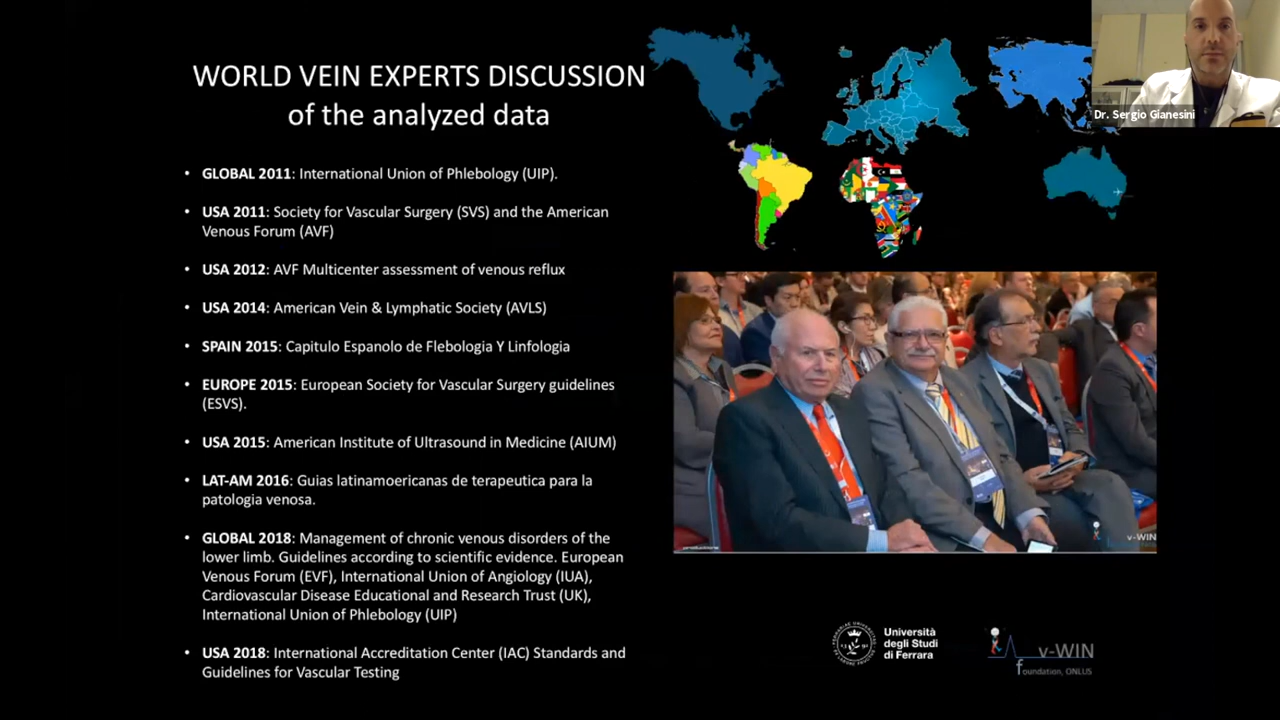 WORLD VEIN EXPERTS DISCUSSION
of the analyzed data
• GLOBAL 2011: International Union of Phlebology (UIP).
• USA 2011: Society for Vascular Surgery (SVS) and the American
Venous Forum (AVF)
• USA 2012: AVF Multicenter assessment of venous reflux
• USA 2014: American Vein & Lymphatic Society (AVLS)
• SPAIN 2015: Capitulo Espanolo de Flebologia Y Linfologia
• EUROPE 2015: European Society for Vascular Surgery guidelines
(ESVS).
• USA 2015: American Institute of Ultrasound in Medicine (AIUM)
• LAT-AM 2016: Guias latinamoericanas de terapeutica para la
patologia venosa.
• GLOBAL 2018: Management of chronic venous disorders of the
lower limb. Guidelines according to scientific evidence. European
Venous Forum (EVF), International Union of Angiology (IUA),
Cardiovascular Disease Educational and Research Trust (UK),
International Union of Phlebology (UIP)
• USA 2018: International Accreditation Center (IAC) Standards and
Guidelines for Vascular Testing
Dr. Sergio Gianesini
v-WIN
Università
degli Studi
di Ferrara
v-WIN
foundation, ONLUS